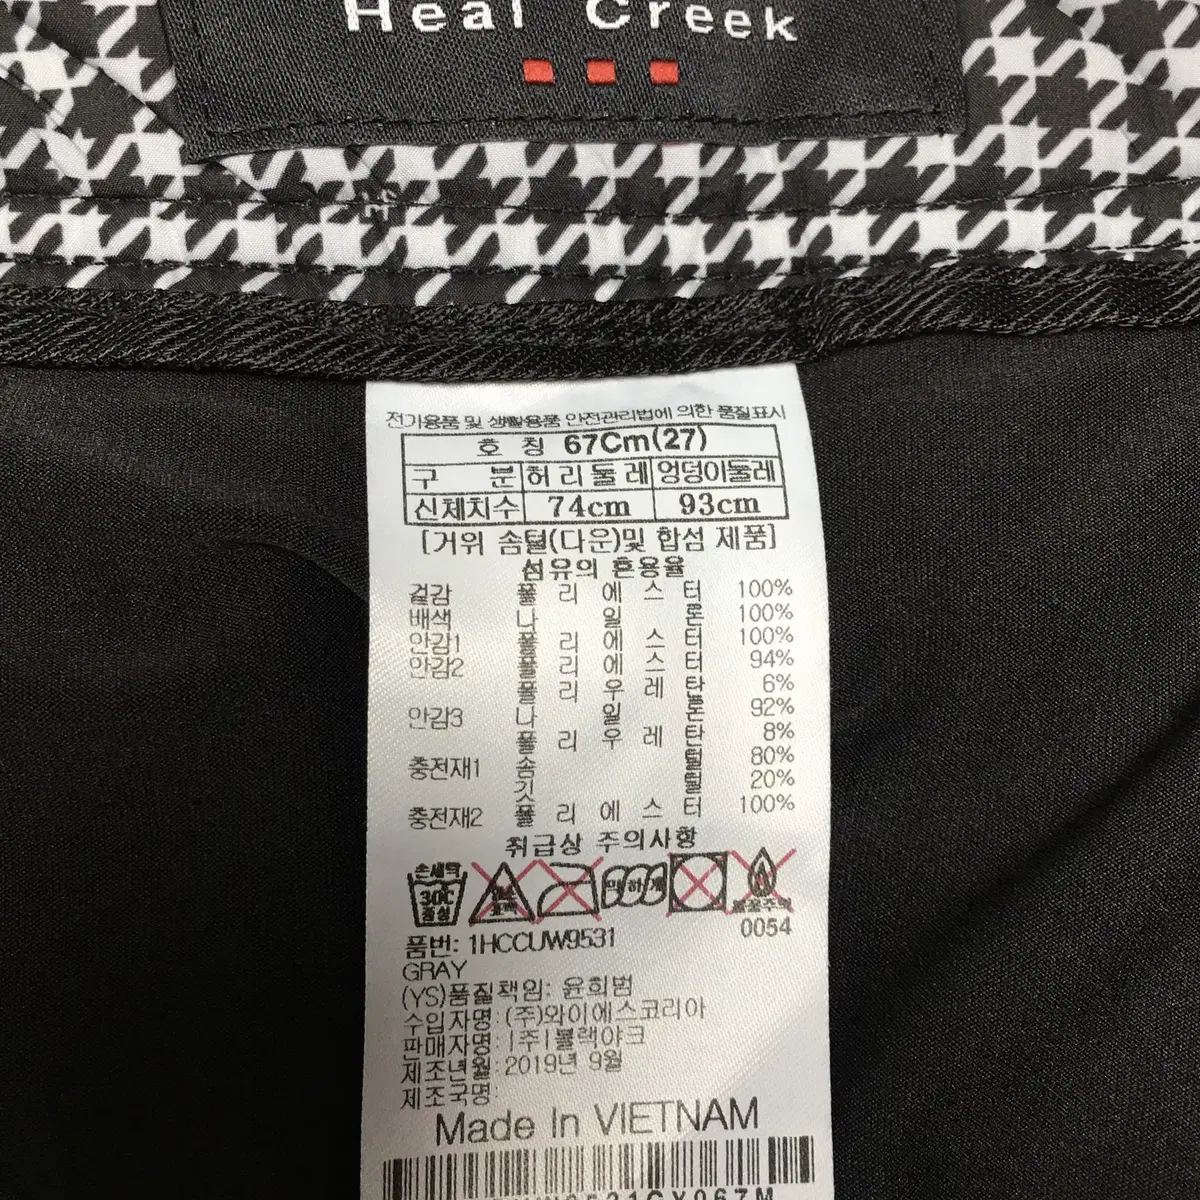 Heal Creek
전기용품 및 생활용품 안전관리법에 의한 품질표시
호 칭 67Cm(27)
구 분 허리둘레 엉덩이둘레
신체치수 74cm 93cm
[거위 솜털(다운)및 합섬 제품]
섬유의 혼용율
겉감 폴리에스터 100%
배색 나일론 100%
안감1 폴리에스터 100%
안감2 폴리에스터 94%
폴리우레탄 6%
안감3 나일론 92%
폴리우레탄 8%
충전재1 솜털 80%
깃털 20%
충전재2 폴리에스터 100%
취급상 주의사항
손세탁
30℃
중성
약하게
0054
품번: 1HCCUW9531
GRAY
(YS)품질책임: 윤희범
수입자명: (주)와이에스코리아
판매자명: (주)블랙야크
제조년월: 2019년 9월
제조국명:
Made In VIETNAM